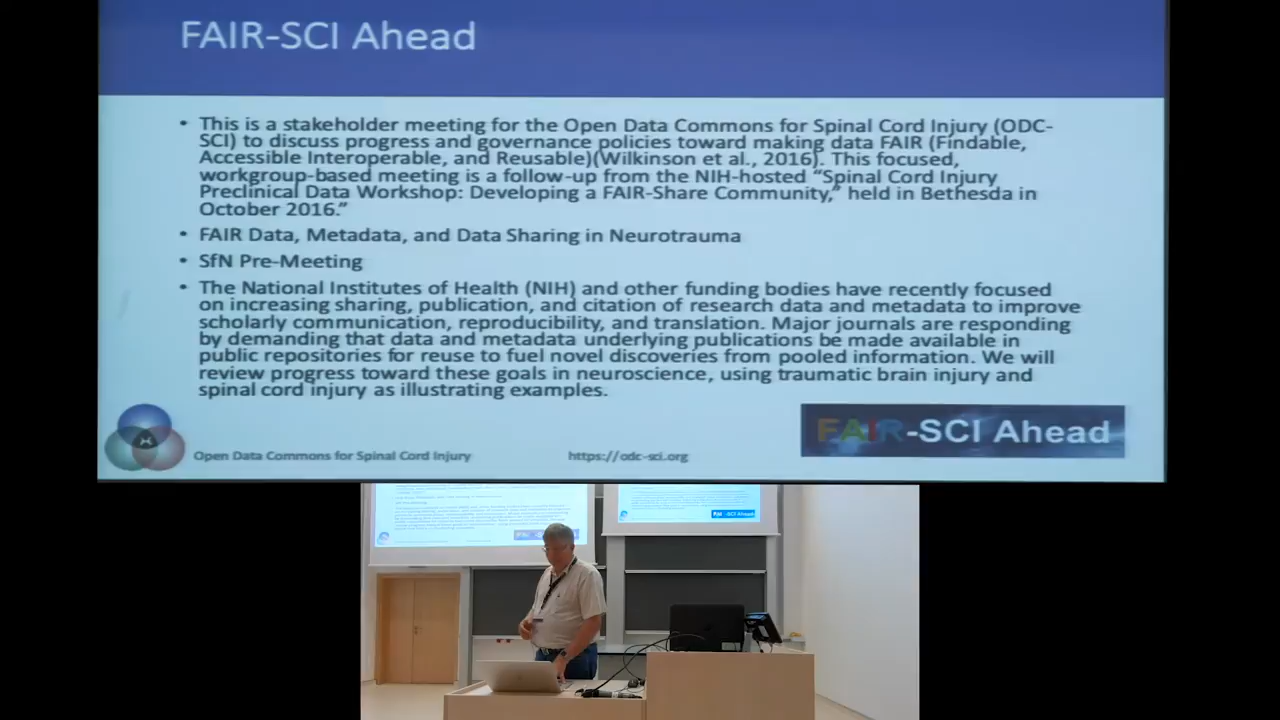 FAIR-SCI Ahead
• This is a stakeholder meeting for the Open Data Commons for Spinal Cord Injury (ODC-
SCI) to discuss progress and governance policies toward making data FAIR (Findable,
Accessible Interoperable, and Reusable)(Wilkinson et al., 2016). This focused,
workgroup-based meeting is a follow-up from the NIH-hosted “Spinal Cord Injury
Preclinical Data Workshop: Developing a FAIR-Share Community,” held in Bethesda in
October 2016.”
• FAIR Data, Metadata, and Data Sharing in Neurotrauma
• SfN Pre-Meeting
• The National Institutes of Health (NIH) and other funding bodies have recently focused
on increasing sharing, publication, and citation of research data and metadata to improve
scholarly communication, reproducibility, and translation. Major journals are responding
by demanding that data and metadata underlying publications be made available in
public repositories for reuse to fuel novel discoveries from pooled information. We will
review progress toward these goals in neuroscience, using traumatic brain injury and
spinal cord injury as illustrating examples.
Open Data Commons for Spinal Cord Injury
https://odc-sci.org
FAIR-SCI Ahead
FAIR-SCI Ahead